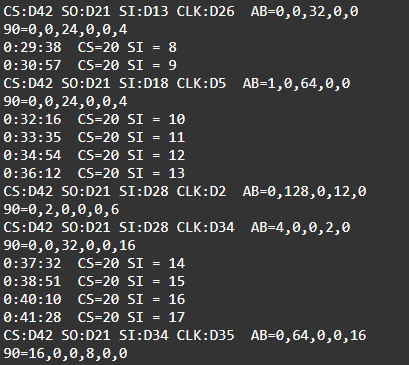 CS:D42 SO:D21 SI:D13 CLK:D26  AB=0,0,32,0,0
90=0,0,24,0,0,4
0:29:38  CS=20 SI = 8
0:30:57  CS=20 SI = 9
CS:D42 SO:D21 SI:D18 CLK:D5  AB=1,0,64,0,0
90=0,0,24,0,0,4
0:32:16  CS=20 SI = 10
0:33:35  CS=20 SI = 11
0:34:54  CS=20 SI = 12
0:36:12  CS=20 SI = 13
CS:D42 SO:D21 SI:D28 CLK:D2  AB=0,128,0,12,0
90=0,2,0,0,0,6
CS:D42 SO:D21 SI:D28 CLK:D34  AB=4,0,0,2,0
90=0,0,32,0,0,16
0:37:32  CS=20 SI = 14
0:38:51  CS=20 SI = 15
0:40:10  CS=20 SI = 16
0:41:28  CS=20 SI = 17
CS:D42 SO:D21 SI:D34 CLK:D35  AB=0,64,0,0,16
90=16,0,0,8,0,0